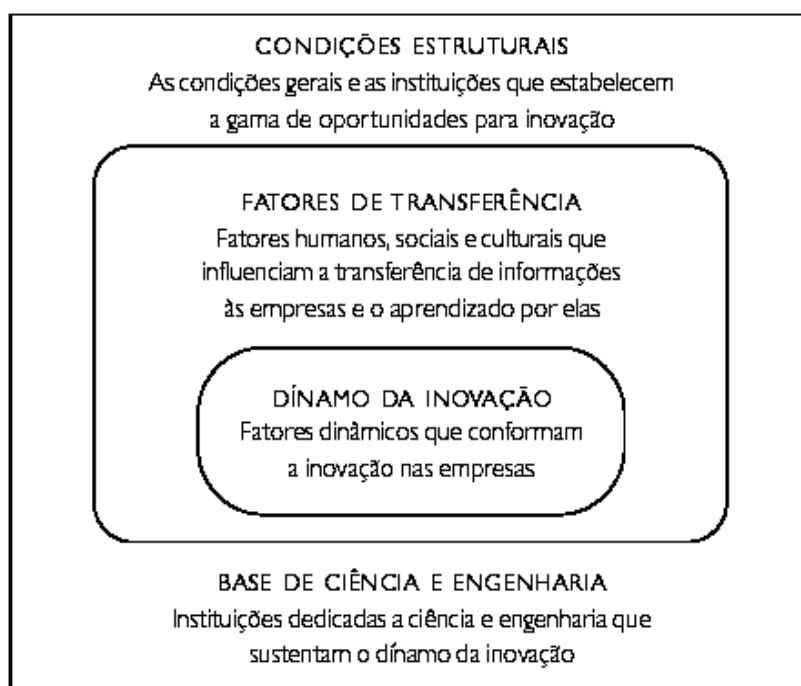 CONDIÇÕES ESTRUTURAIS
As condições gerais e as instituições que estabelecem
a gama de oportunidades para inovação
FATORES DE TRANSFERÊNCIA
Fatores humanos, sociais e culturais que
influenciam a transferência de informações
às empresas e o aprendizado por elas
DÍNAMO DA INOVAÇÃO
Fatores dinâmicos que conformam
a inovação nas empresas
BASE DE CIÊNCIA E ENGENHARIA
Instituições dedicadas a ciência e engenharia que
sustentam o dínamo da inovação